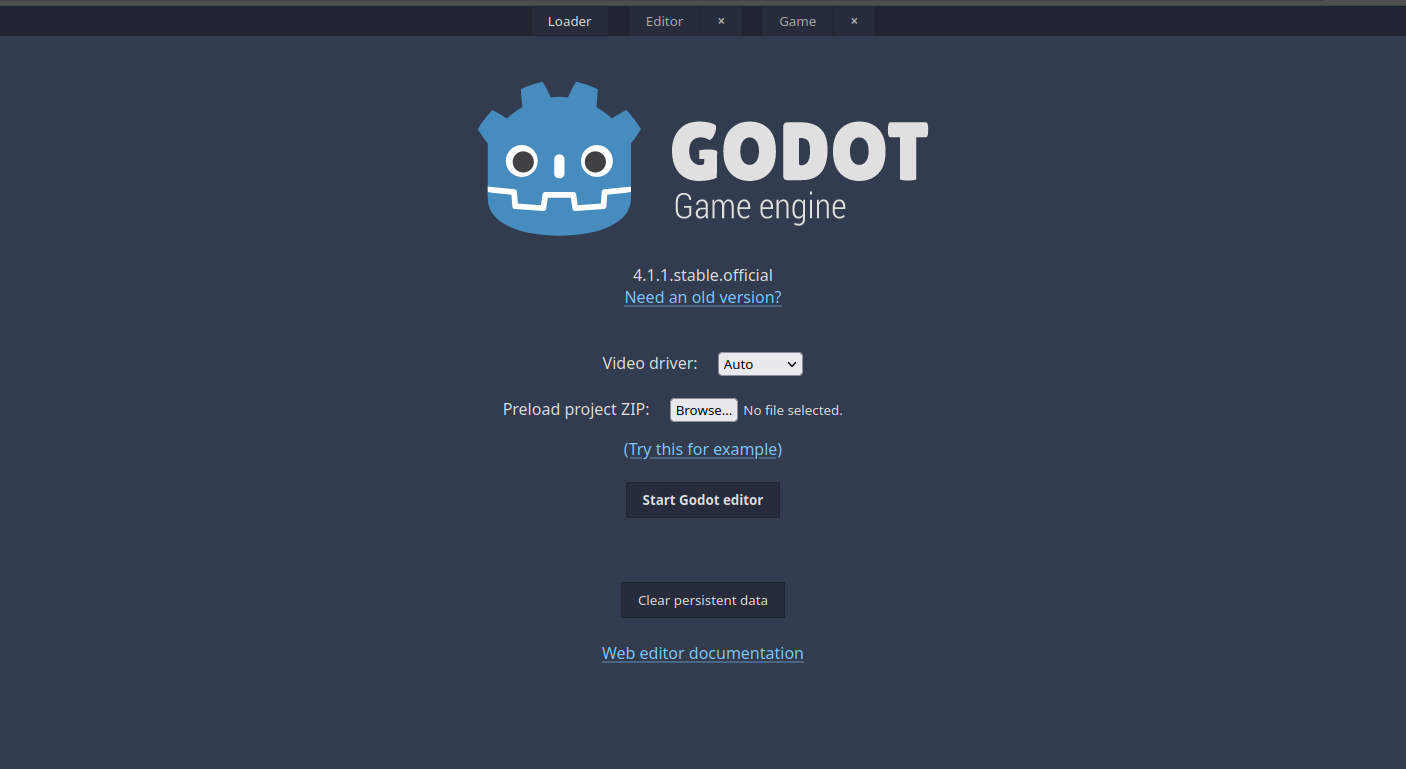 Loader Editor × Game ×
GODOT
Game engine
4.1.1.stable.official
Need an old version?
Video driver: Auto
Preload project ZIP: Browse... No file selected.
(Try this for example)
Start Godot editor
Clear persistent data
Web editor documentation